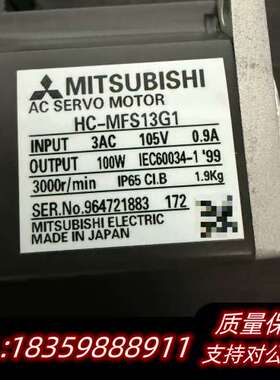 MITSUBISHI
AC SERVO MOTOR
HC-MFS13G1
INPUT 3AC 105V 0.9A
OUTPUT 100W IEC60034-1 '99
3000r/min IP65 CI.B 1.9Kg
SER.No.964721883 172
MITSUBISHI ELECTRIC
MADE IN JAPAN
质量保
:18359888911
支持对公